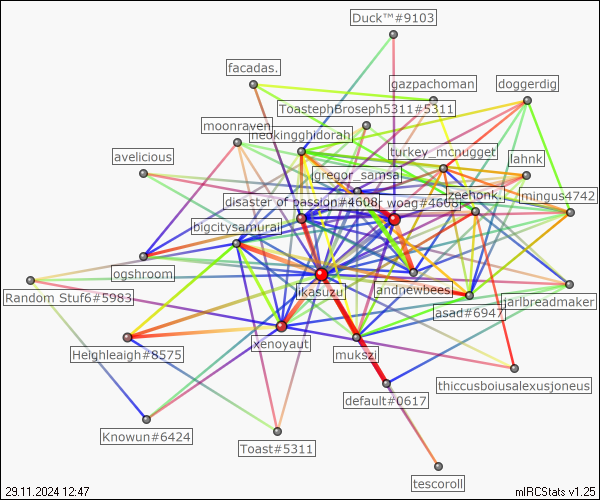 Duck™#9103
facadas.
gazpachoman
doggerdig
ToastephBroseph5311#5311
moonraven
neokingghidorah
turkey_mcnugget
avelicious
lahnk
gregor_samsa
zeehonk.
mingus4742
disaster of passion#4608
woag#4608
bigcitysamurai
ogshroom
likasuzu
andnewbees
Random Stuf6#5983
jarlbreadmaker
asad#6947
xenoyaut
mukszi
Heighleaigh#8575
thiccusboiusalexusjoneus
default#0617
Knowun#6424
Toast#5311
tescoroll
29.11.2024 12:47
mIRCStats v1.25